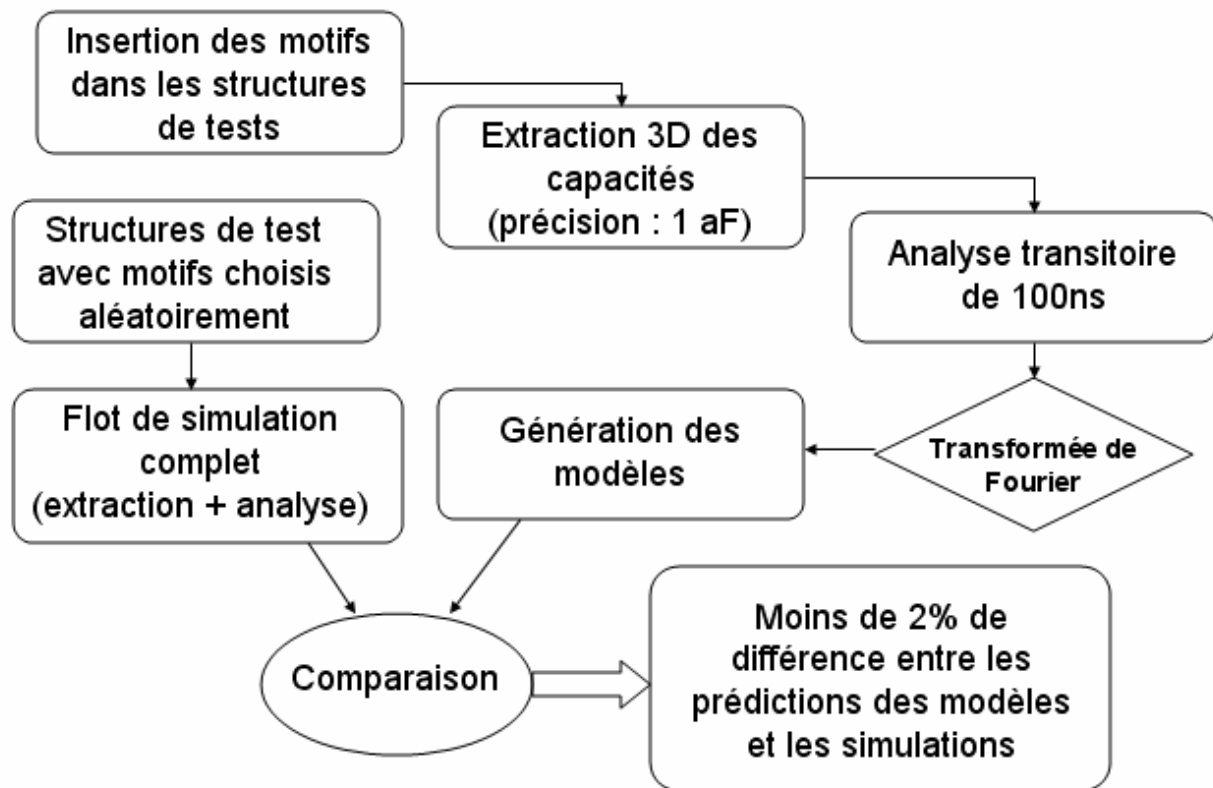 Insertion des motifs
dans les structures
de tests
Extraction 3D des
capacités
(précision : 1 aF)
Analyse transitoire
de 100ns
Structures de test
avec motifs choisis
aléatoirement
Flot de simulation
complet
(extraction + analyse)
Génération des
modèles
Transformée de
Fourier
Comparaison
Moins de 2% de
différence entre les
prédictions des modèles
et les simulations